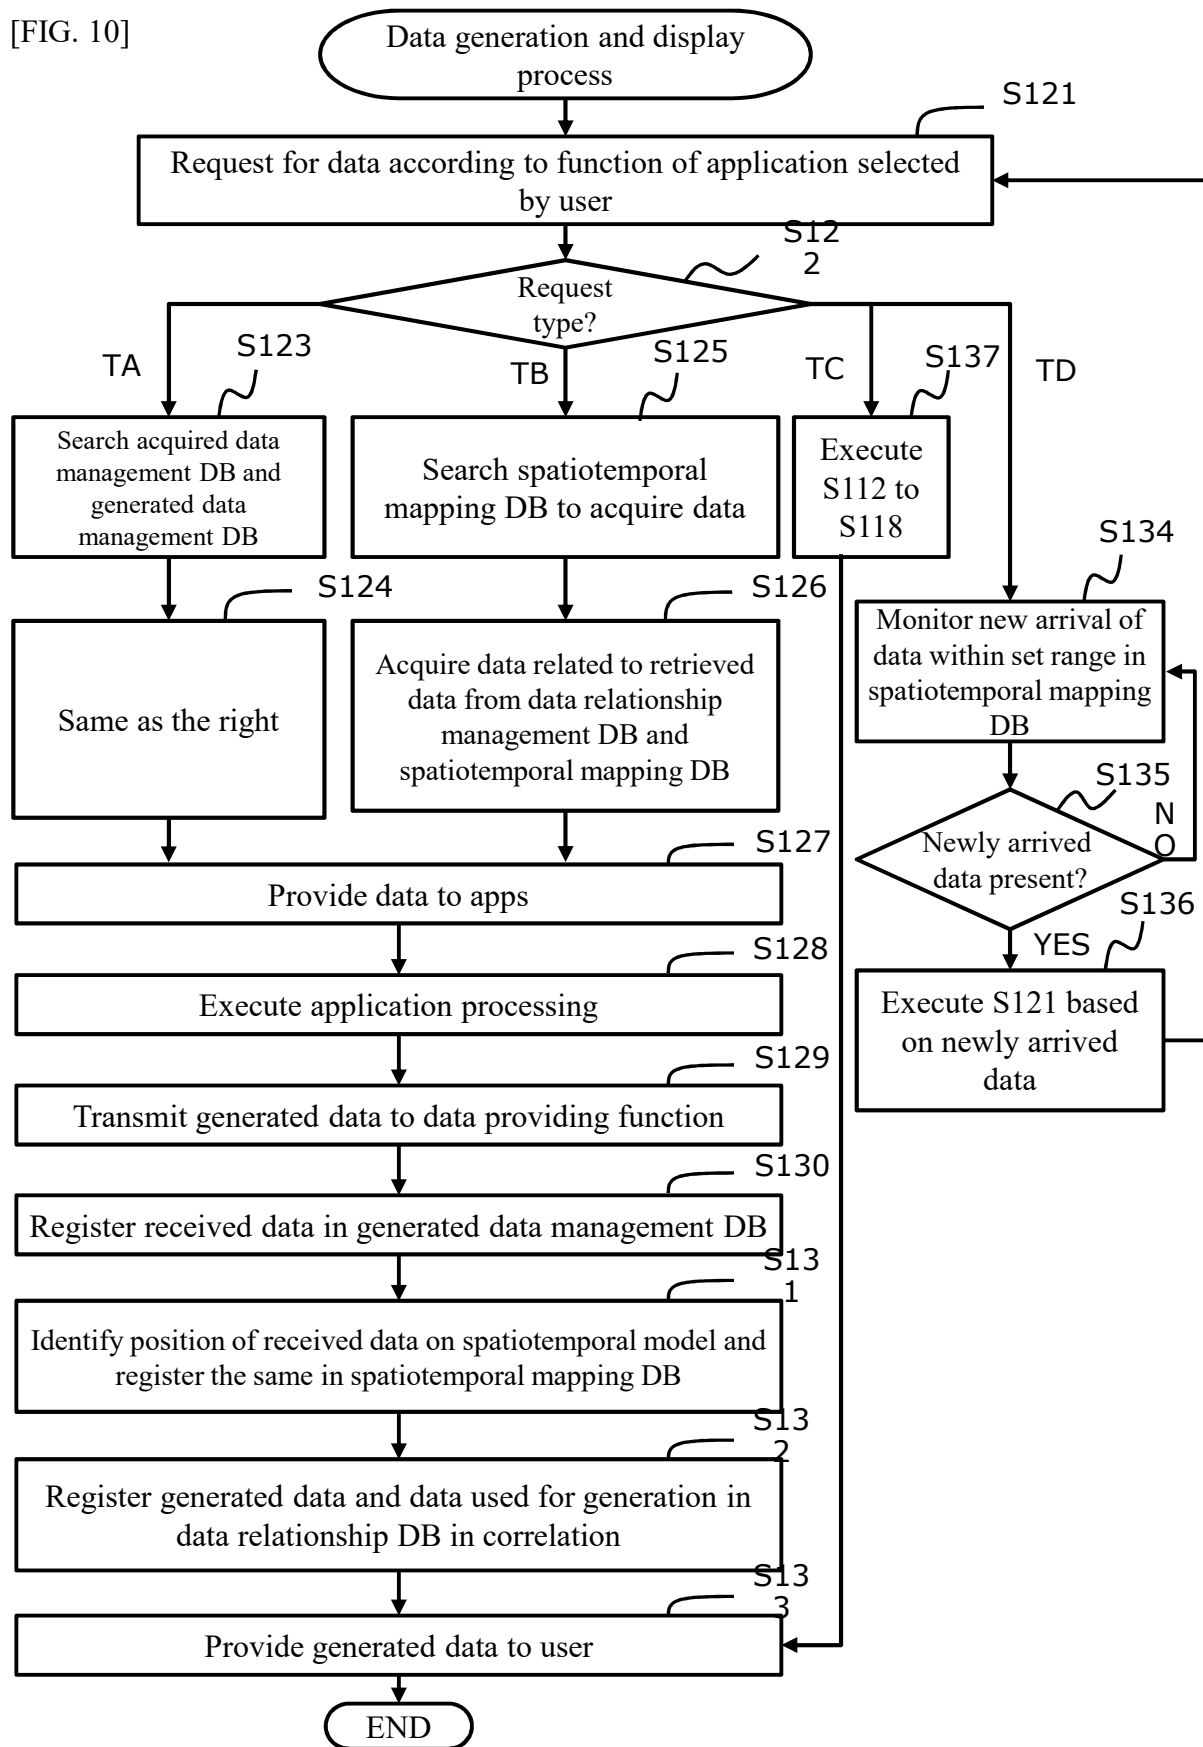 [FIG. 10]
Data generation and display
process
S121
Request for data according to function of application selected
by user
S12
2
Request
type?
TA
S123
TB
S125
TC
S137
TD
Search acquired data
management DB and
generated data
management DB
Search spatiotemporal
mapping DB to acquire data
Execute
S112 to
S118
S124
S126
S134
Same as the right
Acquire data related to retrieved
data from data relationship
management DB and
spatiotemporal mapping DB
Monitor new arrival of
data within set range in
spatiotemporal mapping
DB
S135
N
O
Newly arrived
data present?
S127
Provide data to apps
S136
YES
S128
Execute application processing
Execute S121 based
on newly arrived
data
S129
Transmit generated data to data providing function
S130
Register received data in generated data management DB
S13
1
Identify position of received data on spatiotemporal model and
register the same in spatiotemporal mapping DB
S13
2
Register generated data and data used for generation in
data relationship DB in correlation
S13
3
Provide generated data to user
END